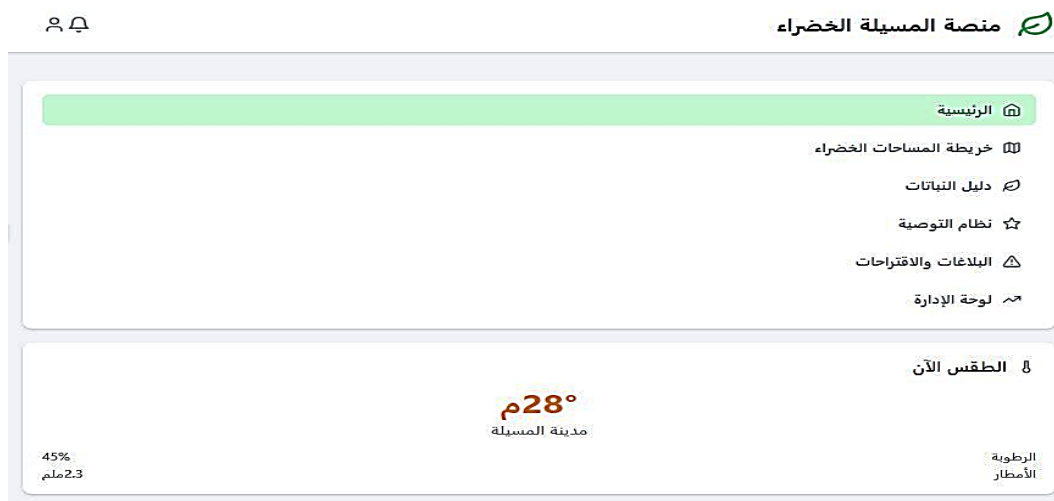 منصة المسيلة الخضراء
الرئيسية
خريطة المساحات الخضراء
دليل النباتات
نظام التوصية
البلاغات والاقتراحات
لوحة الإدارة
الطقس الآن
28°م
مدينة المسيلة
الرطوبة 45%
الأمطار 2.3ملم